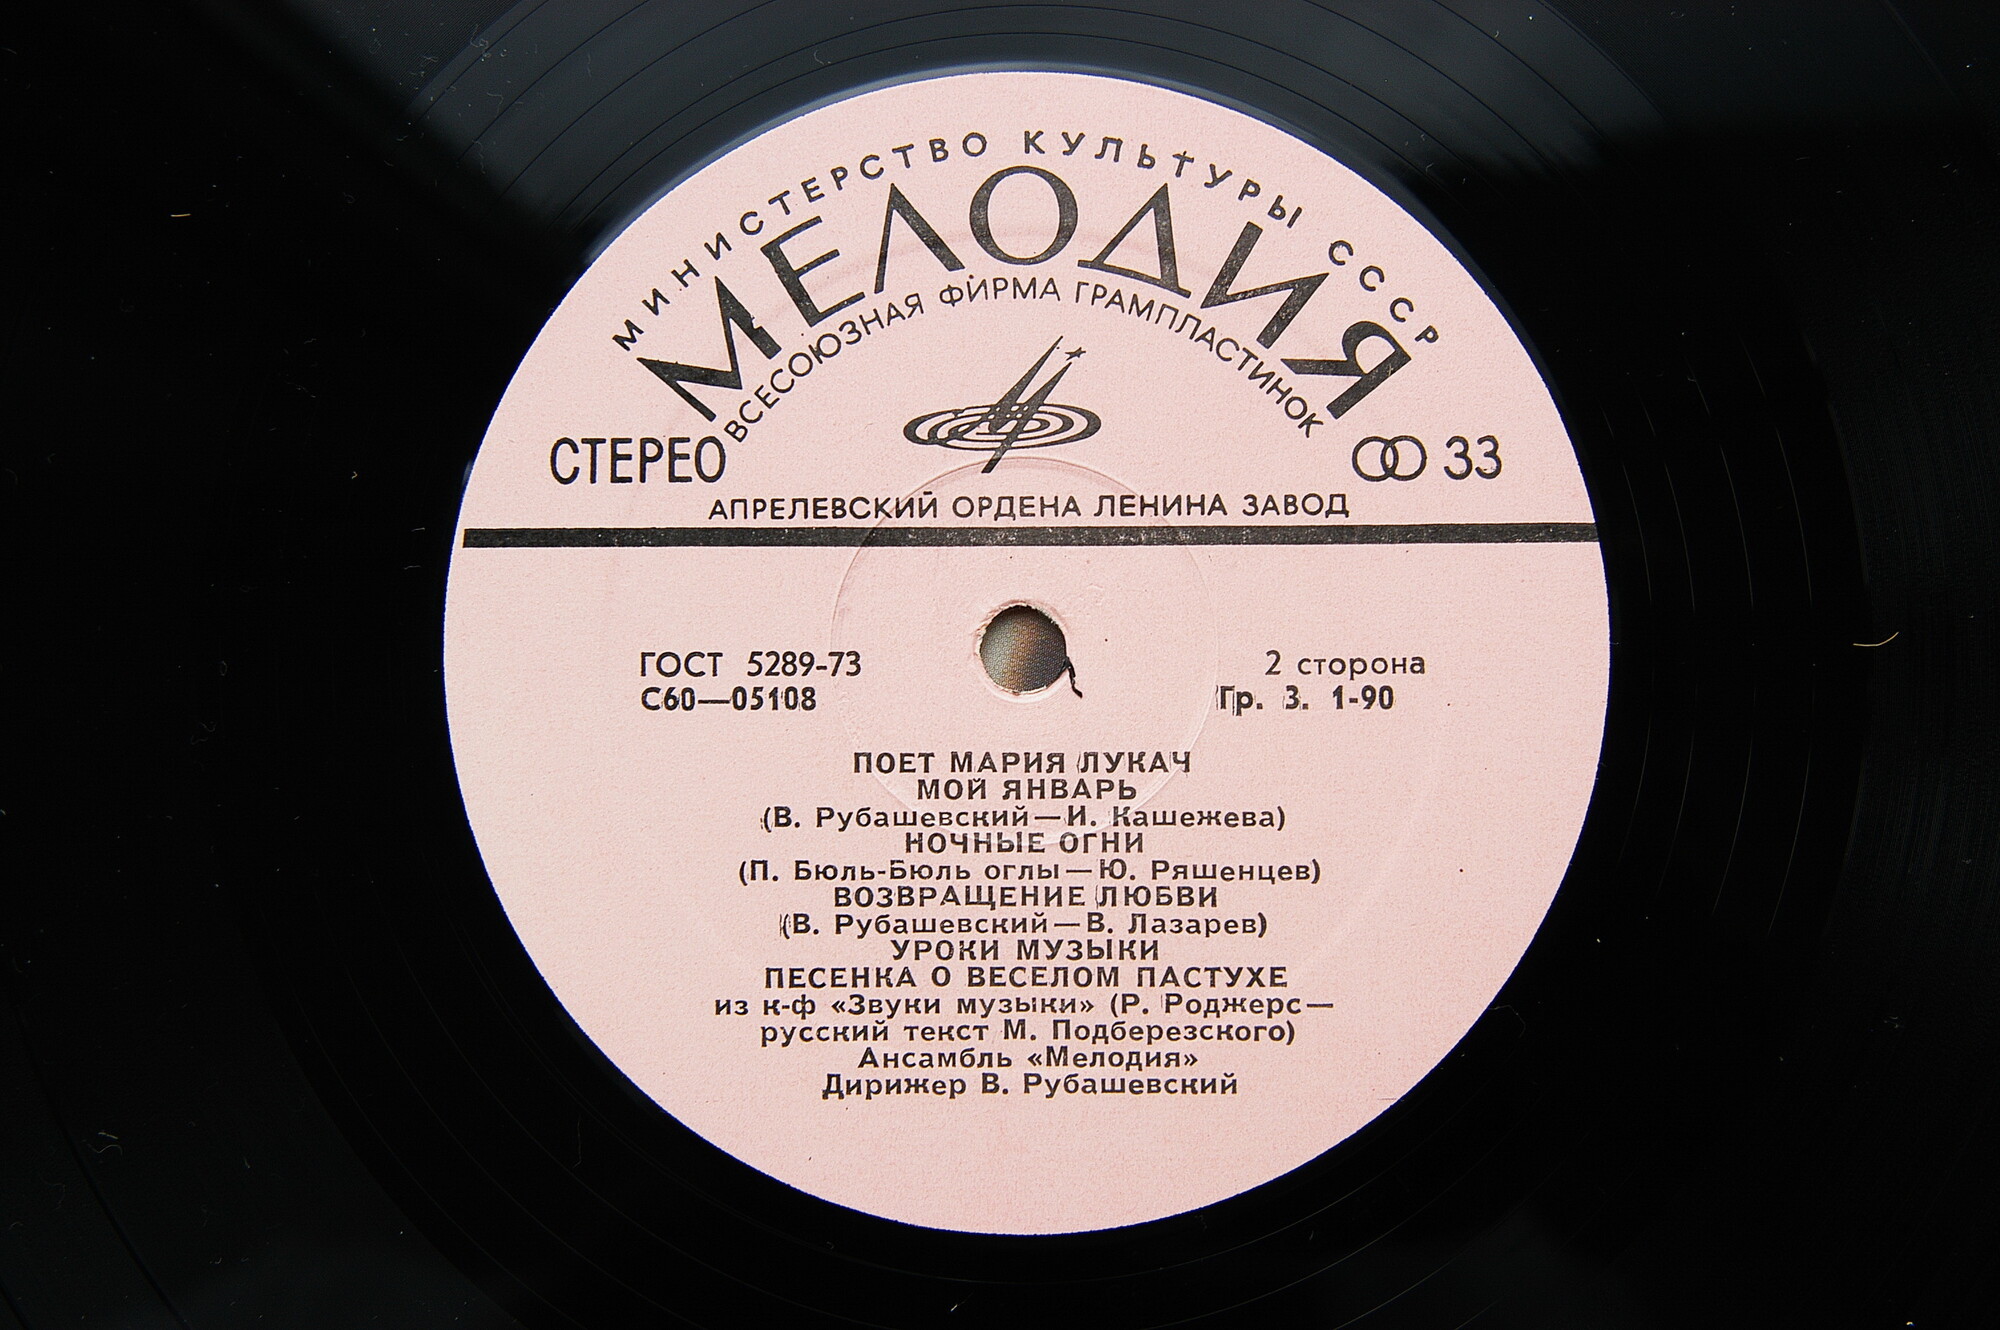 МИНИСТЕРСТВО КУЛЬТУРЫ СССР
МЕЛОДИЯ
ВСЕСОЮЗНАЯ ФИРМА ГРАМПЛАСТИНОК
СТЕРЕО 33
АПРЕЛЕВСКИЙ ОРДЕНА ЛЕНИНА ЗАВОД
ГОСТ 5289-73 2 сторона
С60—05108 Гр. 3. 1-90
ПОЕТ МАРИЯ ЛУКАЧ
МОЙ ЯНВАРЬ
(В. Рубашевский—И. Кашежева)
НОЧНЫЕ ОГНИ
(П. Бюль-Бюль оглы—Ю. Ряшенцев)
ВОЗВРАЩЕНИЕ ЛЮБВИ
(В. Рубашевский—В. Лазарев)
УРОКИ МУЗЫКИ
ПЕСЕНКА О ВЕСЕЛОМ ПАСТУХЕ
из к-ф «Звуки музыки» (Р. Роджерс—
русский текст М. Подберезского)
Ансамбль «Мелодия»
Дирижер В. Рубашевский